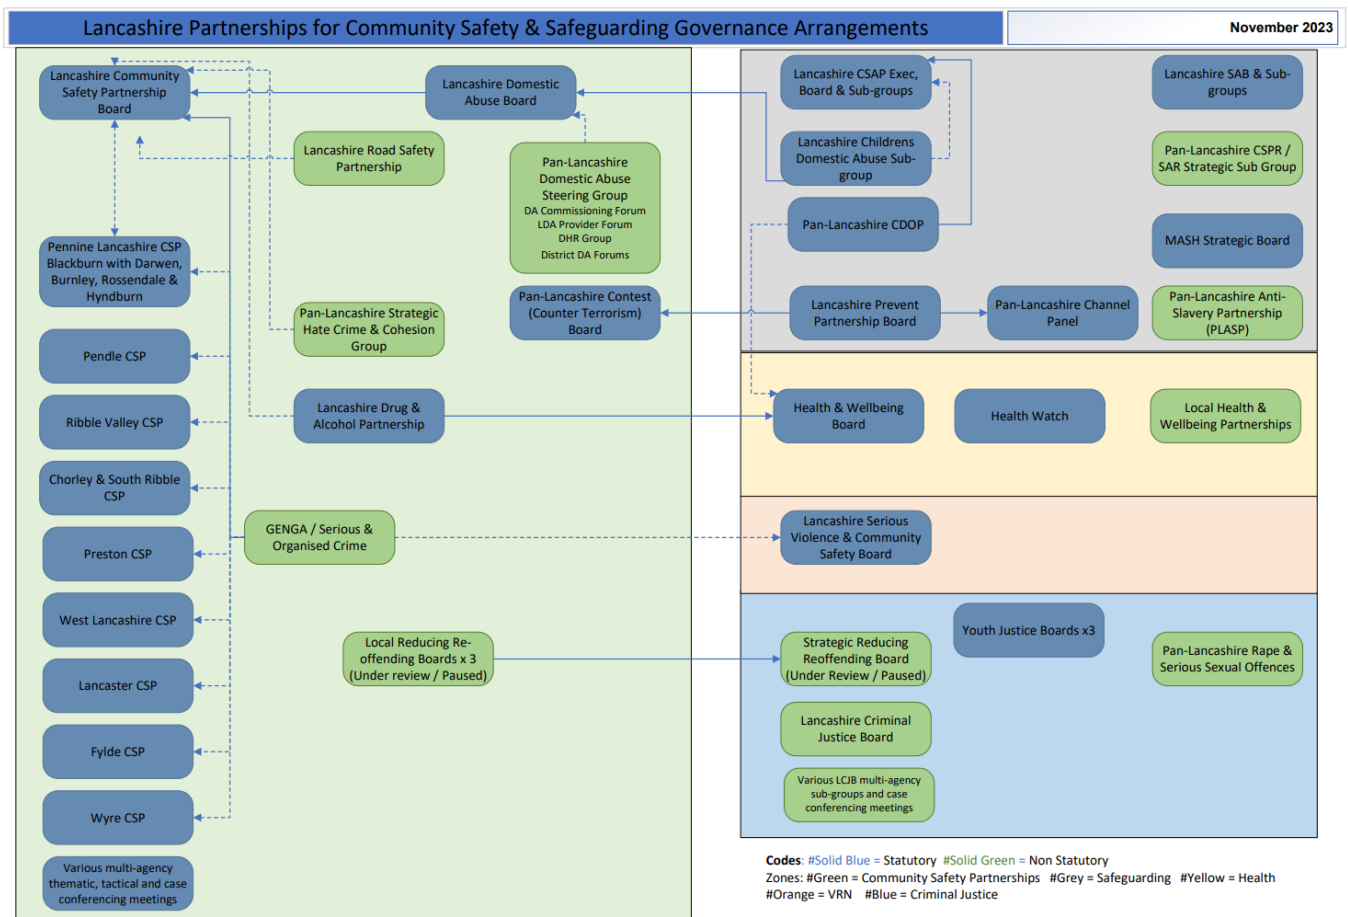 Lancashire Partnerships for Community Safety & Safeguarding Governance Arrangements
November 2023
Lancashire Community
Safety Partnership
Board
Lancashire Domestic
Abuse Board
Lancashire Road Safety
Partnership
Pan-Lancashire
Domestic Abuse
Steering Group
DA Commissioning Forum
LDA Provider Forum
DHR Group
District DA Forums
Pennine Lancashire CSP
Blackburn with Darwen,
Burnley, Rossendale &
Hyndburn
Pan-Lancashire Strategic
Hate Crime & Cohesion
Group
Pan-Lancashire Contest
(Counter Terrorism)
Board
Pendle CSP
Lancashire Drug &
Alcohol Partnership
Ribble Valley CSP
Chorley & South Ribble
CSP
GENGA / Serious &
Organised Crime
Preston CSP
West Lancashire CSP
Local Reducing Re-
offending Boards x 3
(Under review / Paused)
Lancaster CSP
Fylde CSP
Wyre CSP
Various multi-agency
thematic, tactical and case
conferencing meetings
Lancashire CSAP Exec,
Board & Sub-groups
Lancashire SAB & Sub-
groups
Lancashire Childrens
Domestic Abuse Sub-
group
Pan-Lancashire CSPR /
SAR Strategic Sub Group
Pan-Lancashire CDOP
MASH Strategic Board
Lancashire Prevent
Partnership Board
Pan-Lancashire Channel
Panel
Pan-Lancashire Anti-
Slavery Partnership
(PLASP)
Health & Wellbeing
Board
Health Watch
Local Health &
Wellbeing Partnerships
Lancashire Serious
Violence & Community
Safety Board
Strategic Reducing
Reoffending Board
(Under Review / Paused)
Youth Justice Boards x3
Pan-Lancashire Rape &
Serious Sexual Offences
Lancashire Criminal
Justice Board
Various LCJB multi-agency
sub-groups and case
conferencing meetings
Codes: #Solid Blue = Statutory #Solid Green = Non Statutory
Zones: #Green = Community Safety Partnerships #Grey = Safeguarding #Yellow = Health
#Orange = VRN #Blue = Criminal Justice